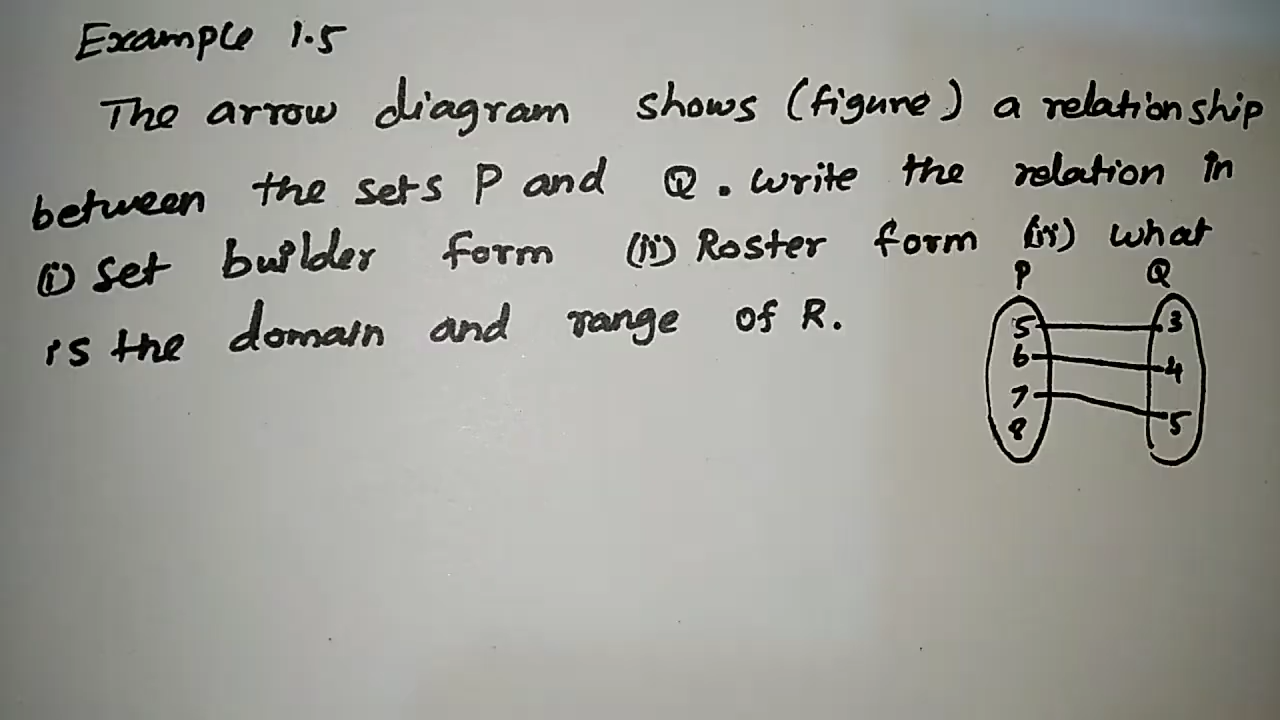 Example 1.5
The arrow diagram shows (figure) a relationship
between the sets P and Q. write the relation in
(i) set builder form (ii) Roster form (iii) what
is the domain and range of R.
P Q
5 3
6 4
7 5
8